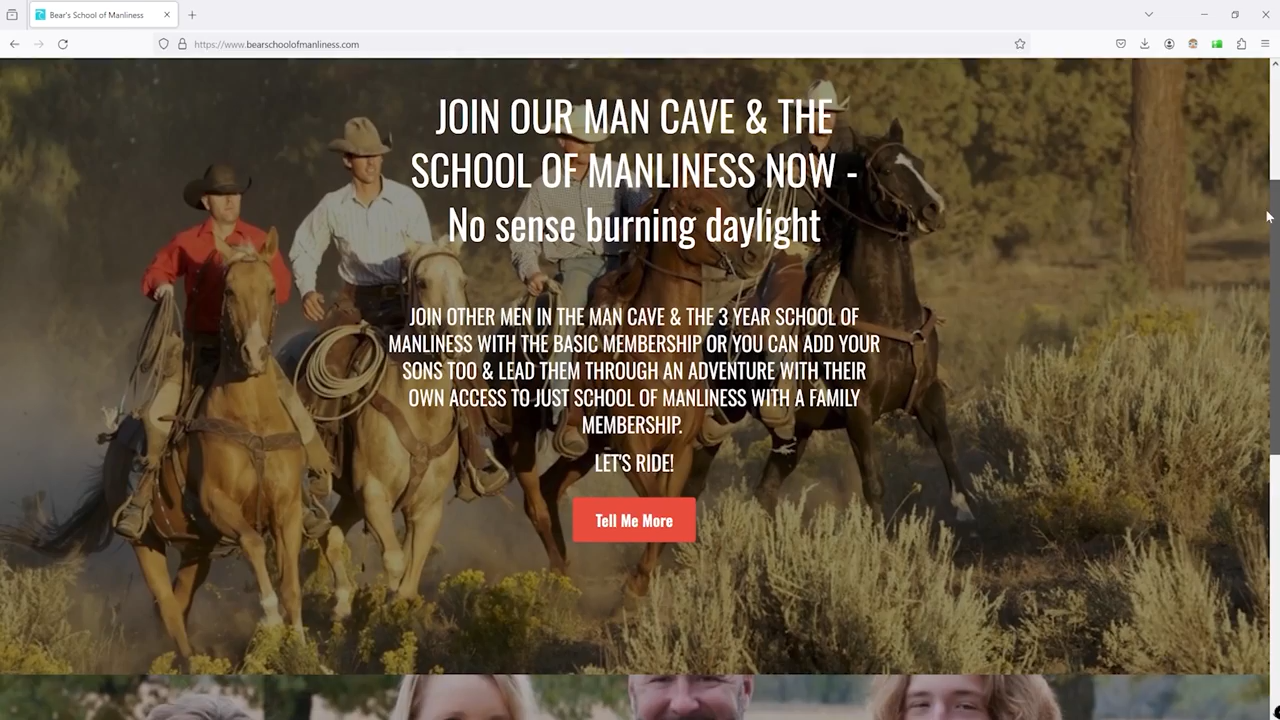 Bear's School of Manliness
https://www.bearschoolofmanliness.com
JOIN OUR MAN CAVE & THE
SCHOOL OF MANLINESS NOW -
No sense burning daylight
JOIN OTHER MEN IN THE MAN CAVE & THE 3 YEAR SCHOOL OF
MANLINESS WITH THE BASIC MEMBERSHIP OR YOU CAN ADD YOUR
SONS TOO & LEAD THEM THROUGH AN ADVENTURE WITH THEIR
OWN ACCESS TO JUST SCHOOL OF MANLINESS WITH A FAMILY
MEMBERSHIP.
LET'S RIDE!
Tell Me More